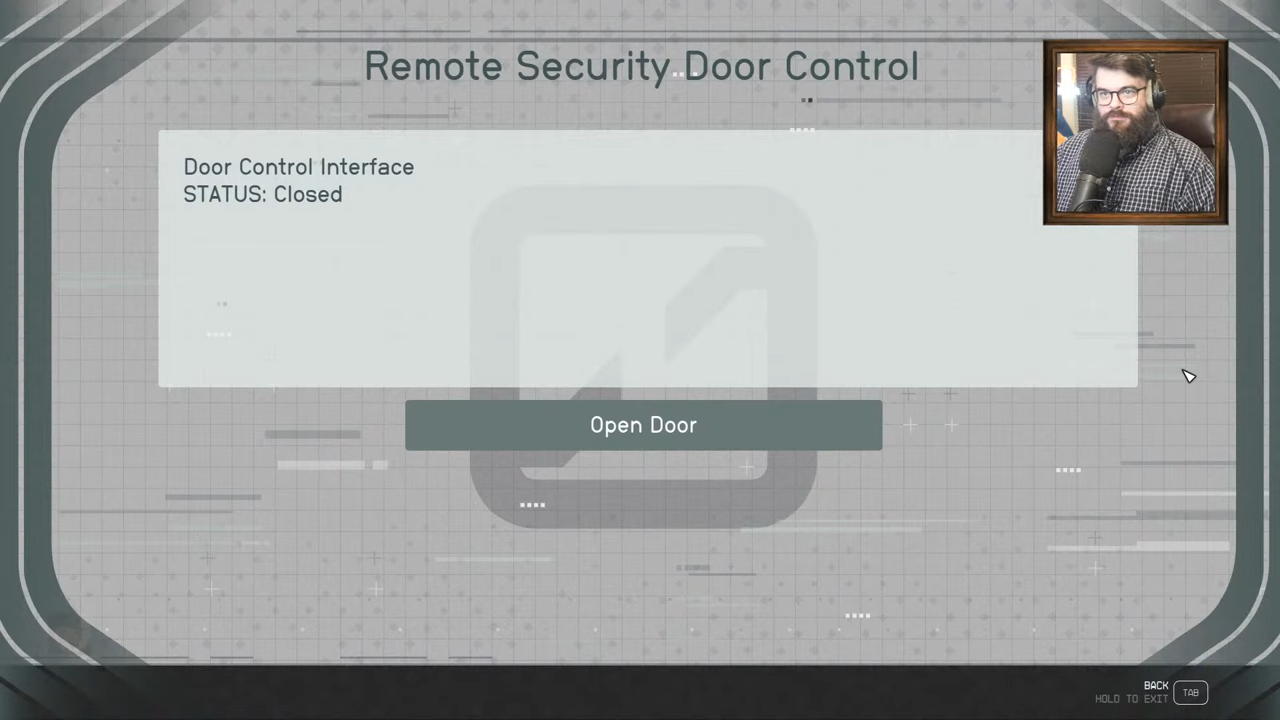 Remote Security Door Control
Door Control Interface
STATUS: Closed
Open Door
BACK
HOLD TO EXIT
TAB